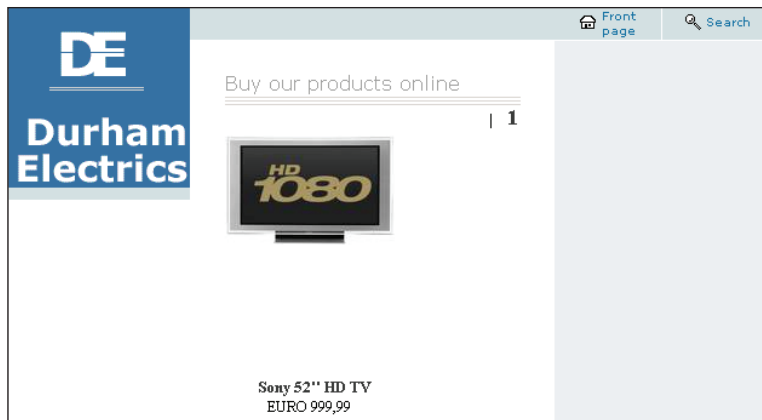 Front
page
Search
DE
Durham
Electrics
Buy our products online
| 1
HD
1080
Sony 52" HD TV
EURO 999,99